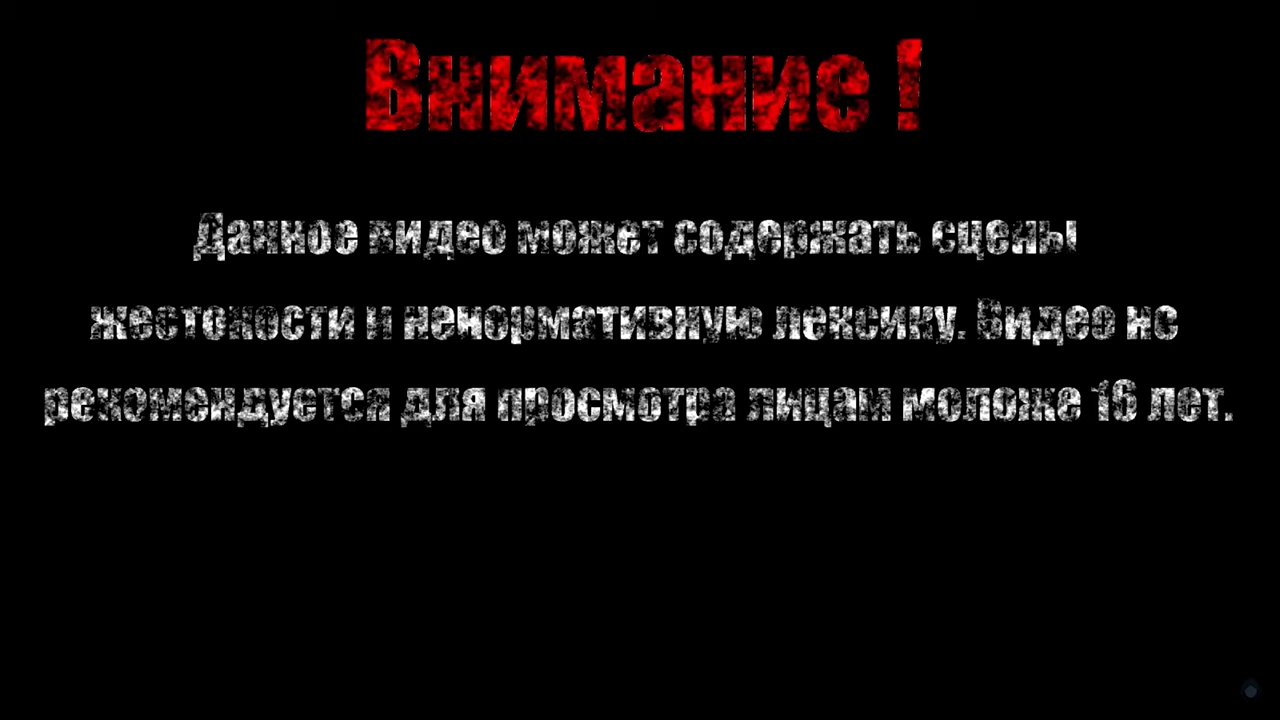 Внимание !
Данное видео может содержать сцены
жестокости и ненормативную лексику. Видео не
рекомендуется для просмотра лицам моложе 16 лет.